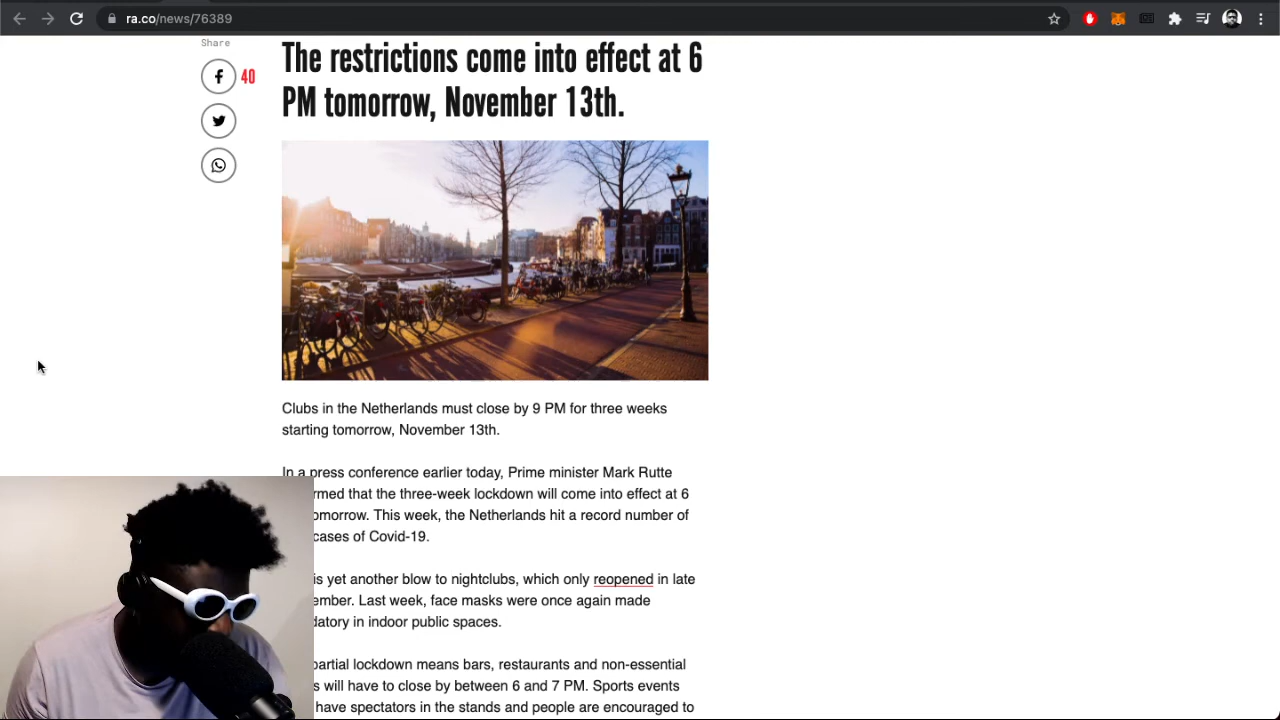 ra.co/news/76389
Share
40
The restrictions come into effect at 6
PM tomorrow, November 13th.
Clubs in the Netherlands must close by 9 PM for three weeks
starting tomorrow, November 13th.
In a press conference earlier today, Prime minister Mark Rutte
rmed that the three-week lockdown will come into effect at 6
omorrow. This week, the Netherlands hit a record number of
cases of Covid-19.
is yet another blow to nightclubs, which only reopened in late
ember. Last week, face masks were once again made
datory in indoor public spaces.
partial lockdown means bars, restaurants and non-essential
s will have to close by between 6 and 7 PM. Sports events
have spectators in the stands and people are encouraged to